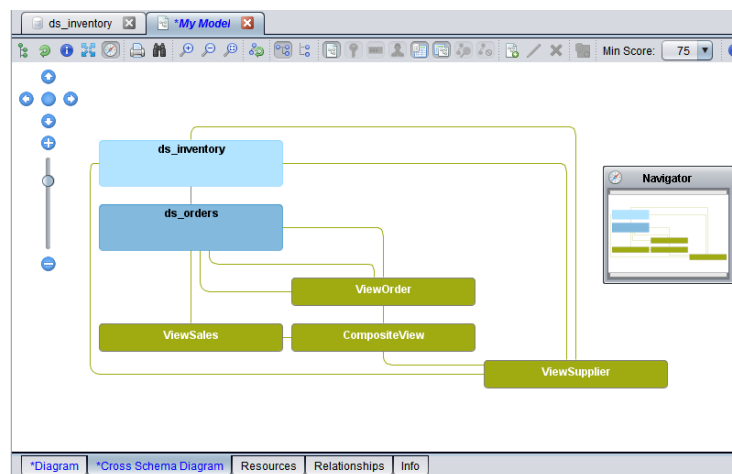 ds_inventory *My Model
Min Score: 75
ds_inventory
Navigator
ds_orders
ViewOrder
ViewSales CompositeView
ViewSupplier
*Diagram *Cross Schema Diagram Resources Relationships Info